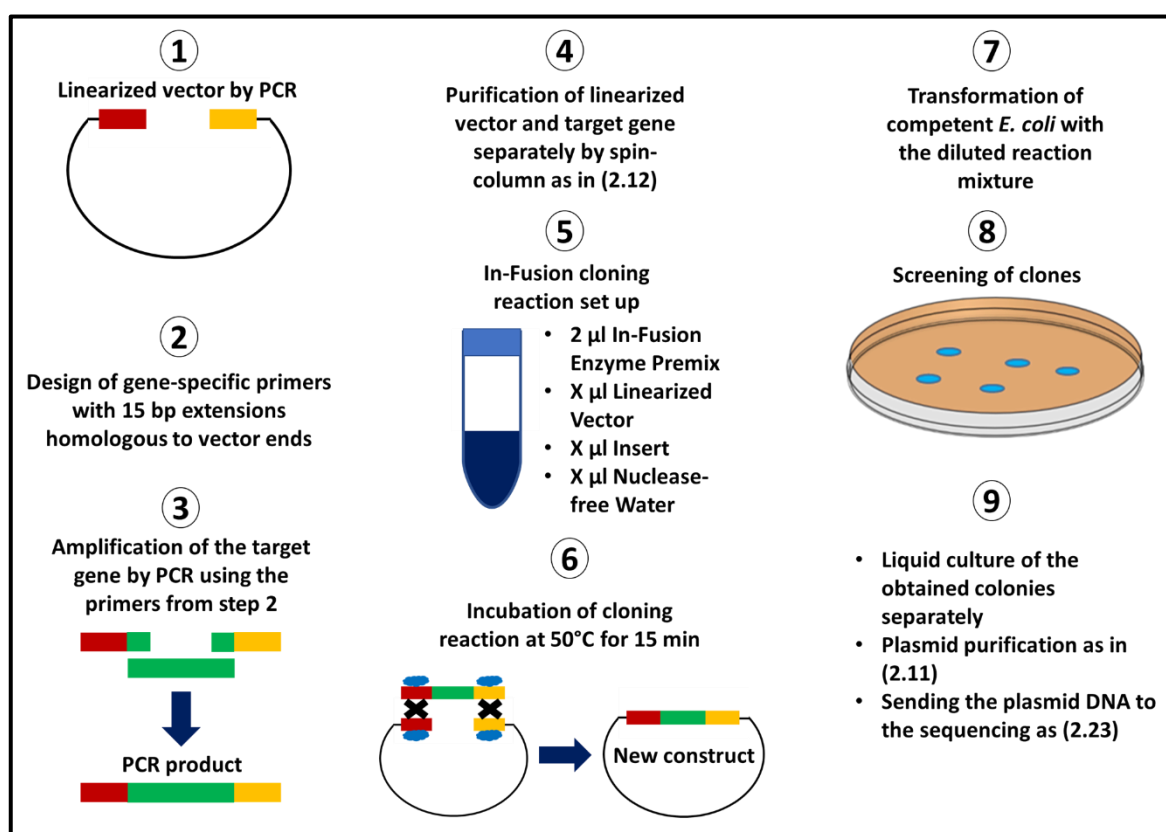 1
Linearized vector by PCR
2
Design of gene-specific primers
with 15 bp extensions
homologous to vector ends
3
Amplification of the target
gene by PCR using the
primers from step 2
PCR product
4
Purification of linearized
vector and target gene
separately by spin-
column as in (2.12)
5
In-Fusion cloning
reaction set up
• 2 µl In-Fusion
Enzyme Premix
• X µl Linearized
Vector
• X µl Insert
• X µl Nuclease-
free Water
6
Incubation of cloning
reaction at 50°C for 15 min
New construct
7
Transformation of
competent E. coli with
the diluted reaction
mixture
8
Screening of clones
9
• Liquid culture of the
obtained colonies
separately
• Plasmid purification as in
(2.11)
• Sending the plasmid DNA to
the sequencing as (2.23)